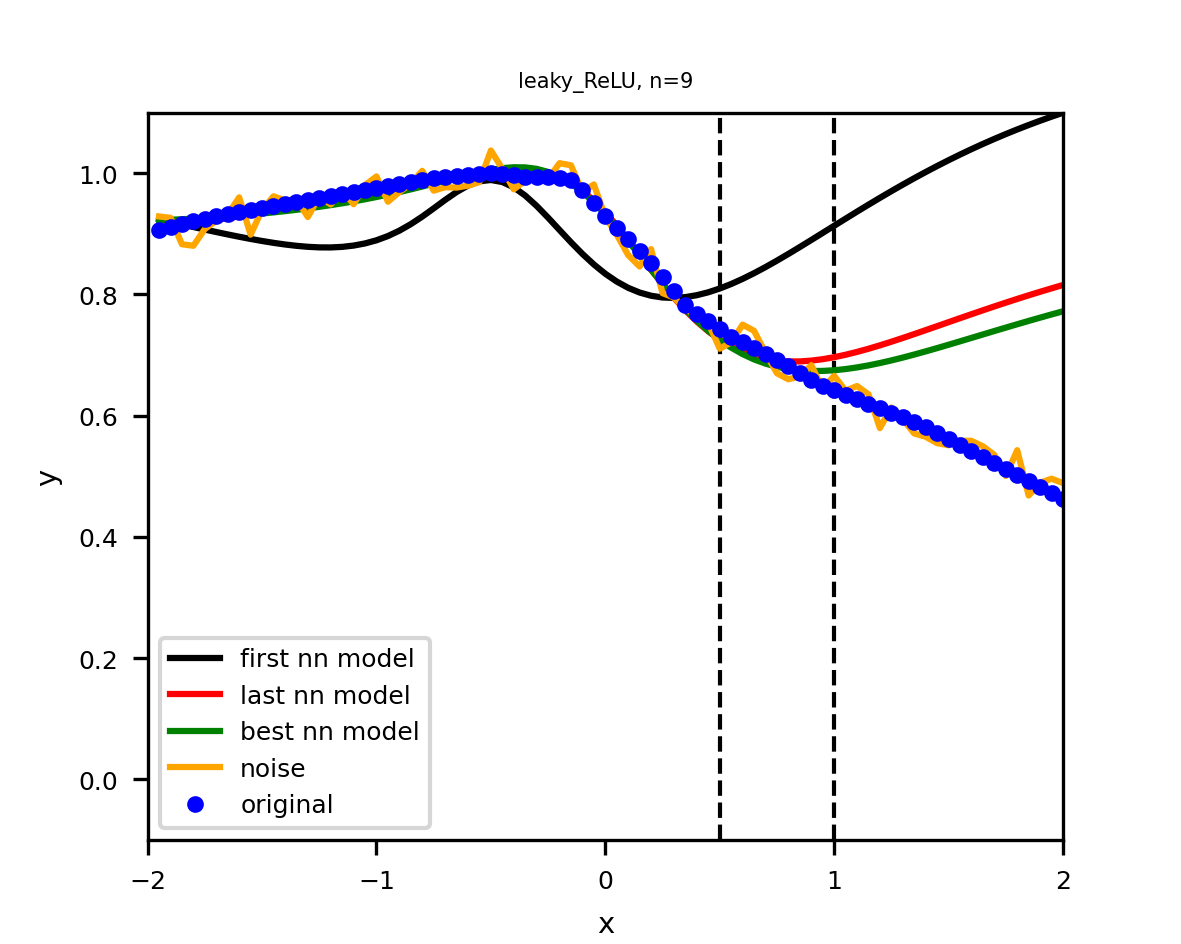 leaky_ReLU, n=9
1.0
0.8
0.6
0.4
0.2
0.0
y
first nn model
last nn model
best nn model
noise
original
−2
−1
0
1
2
x